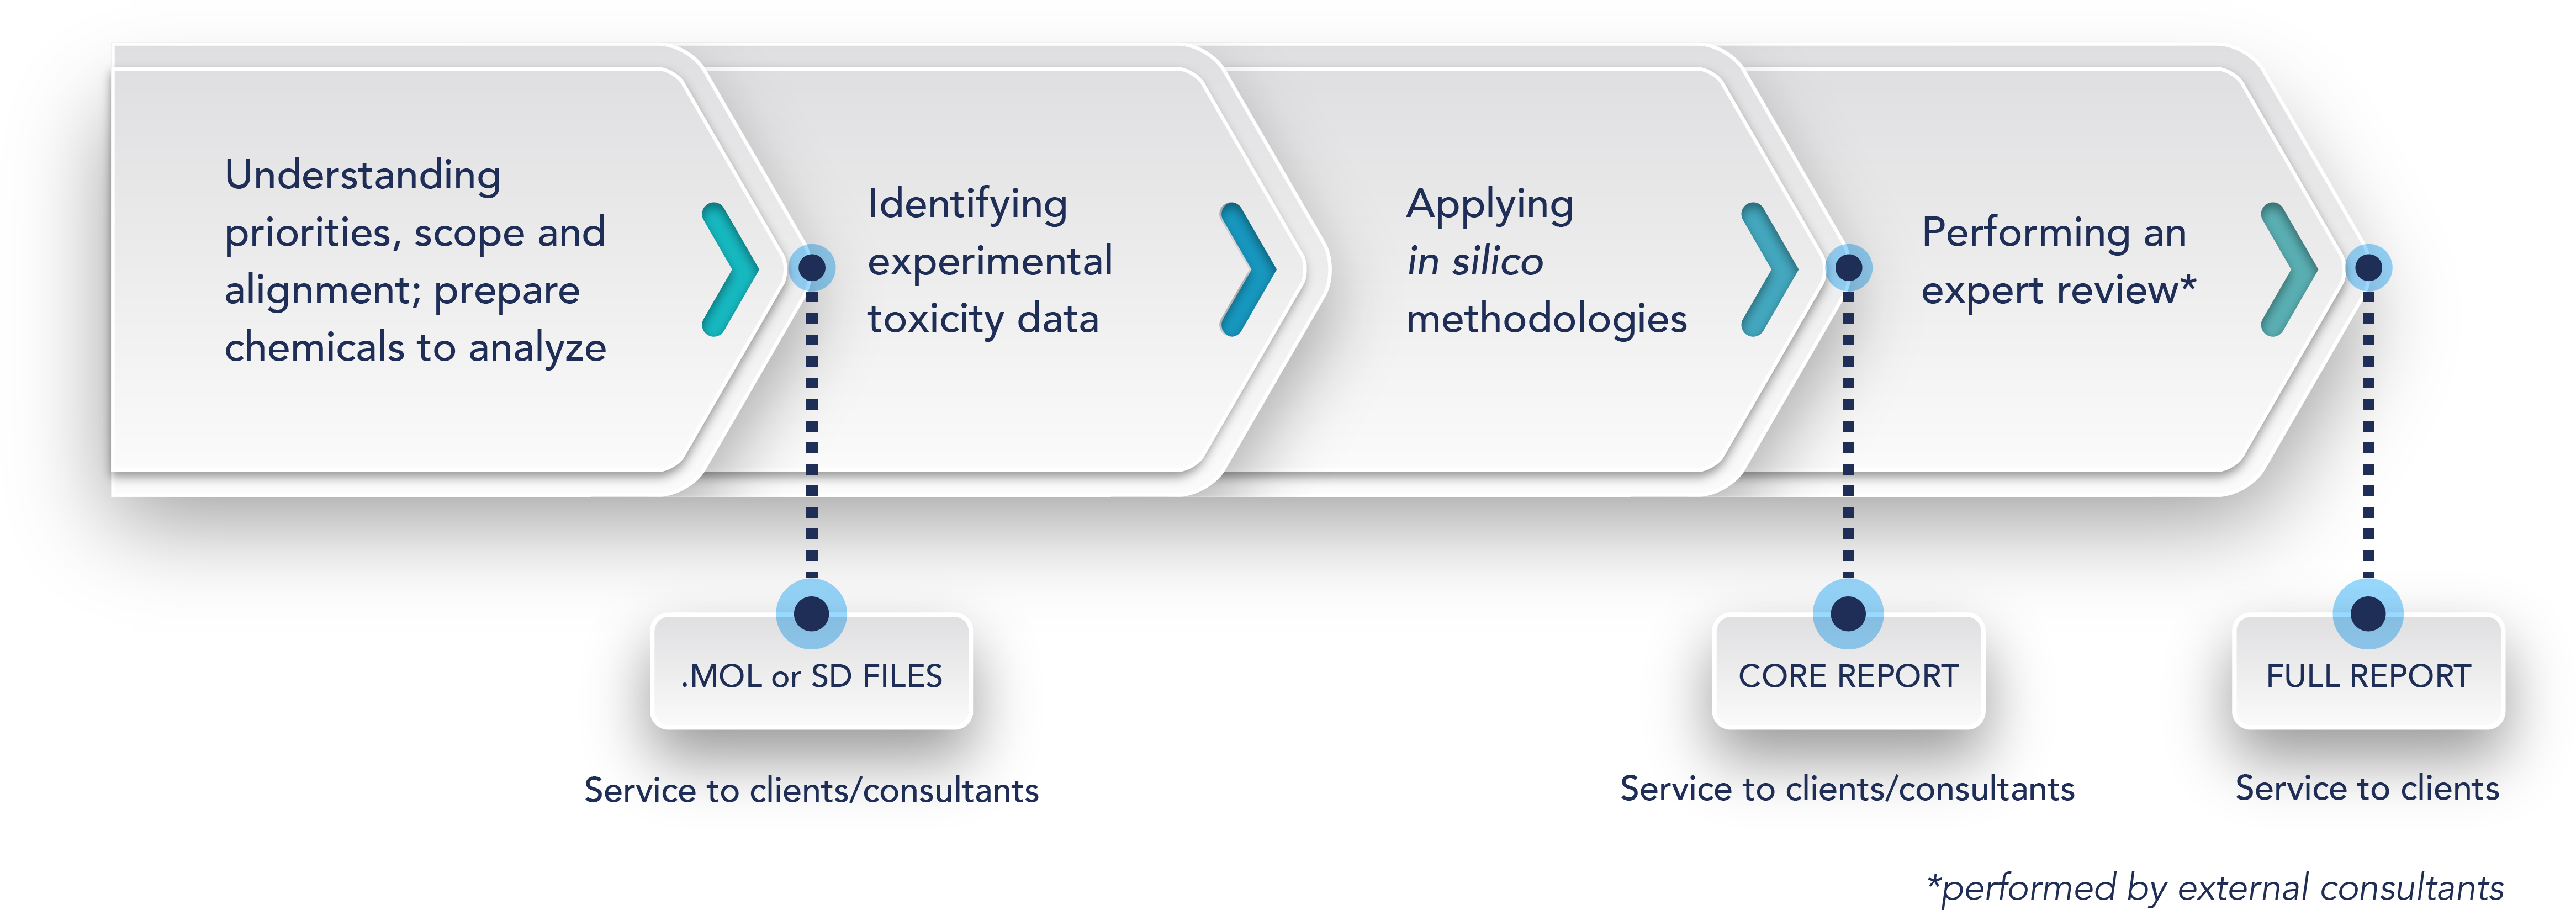 Understanding
priorities, scope and
alignment; prepare
chemicals to analyze
Identifying
experimental
toxicity data
Applying
in silico
methodologies
Performing an
expert review*
.MOL or SD FILES
Service to clients/consultants
CORE REPORT
Service to clients/consultants
FULL REPORT
Service to clients
*performed by external consultants